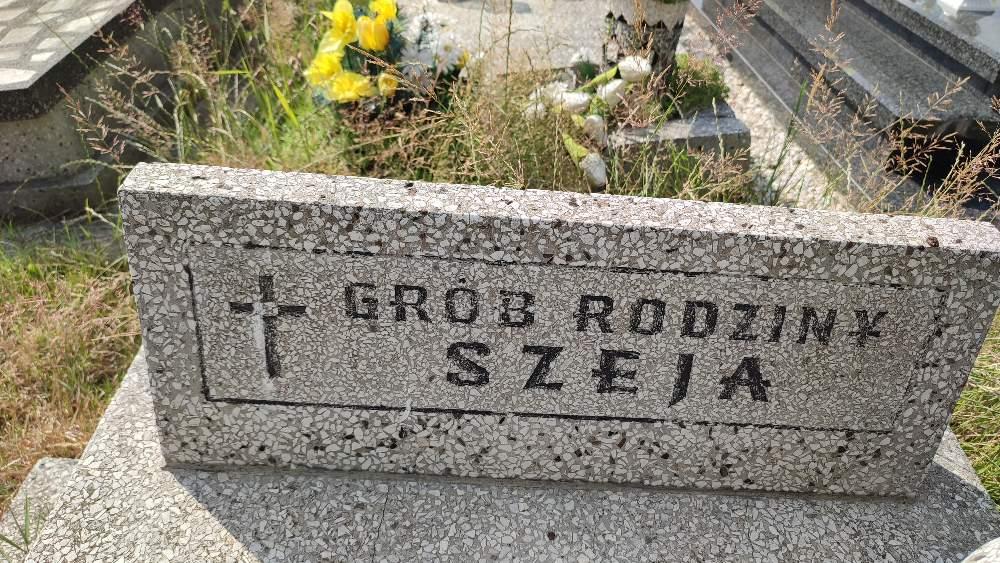 GRÓB RODZINY
SZEJA